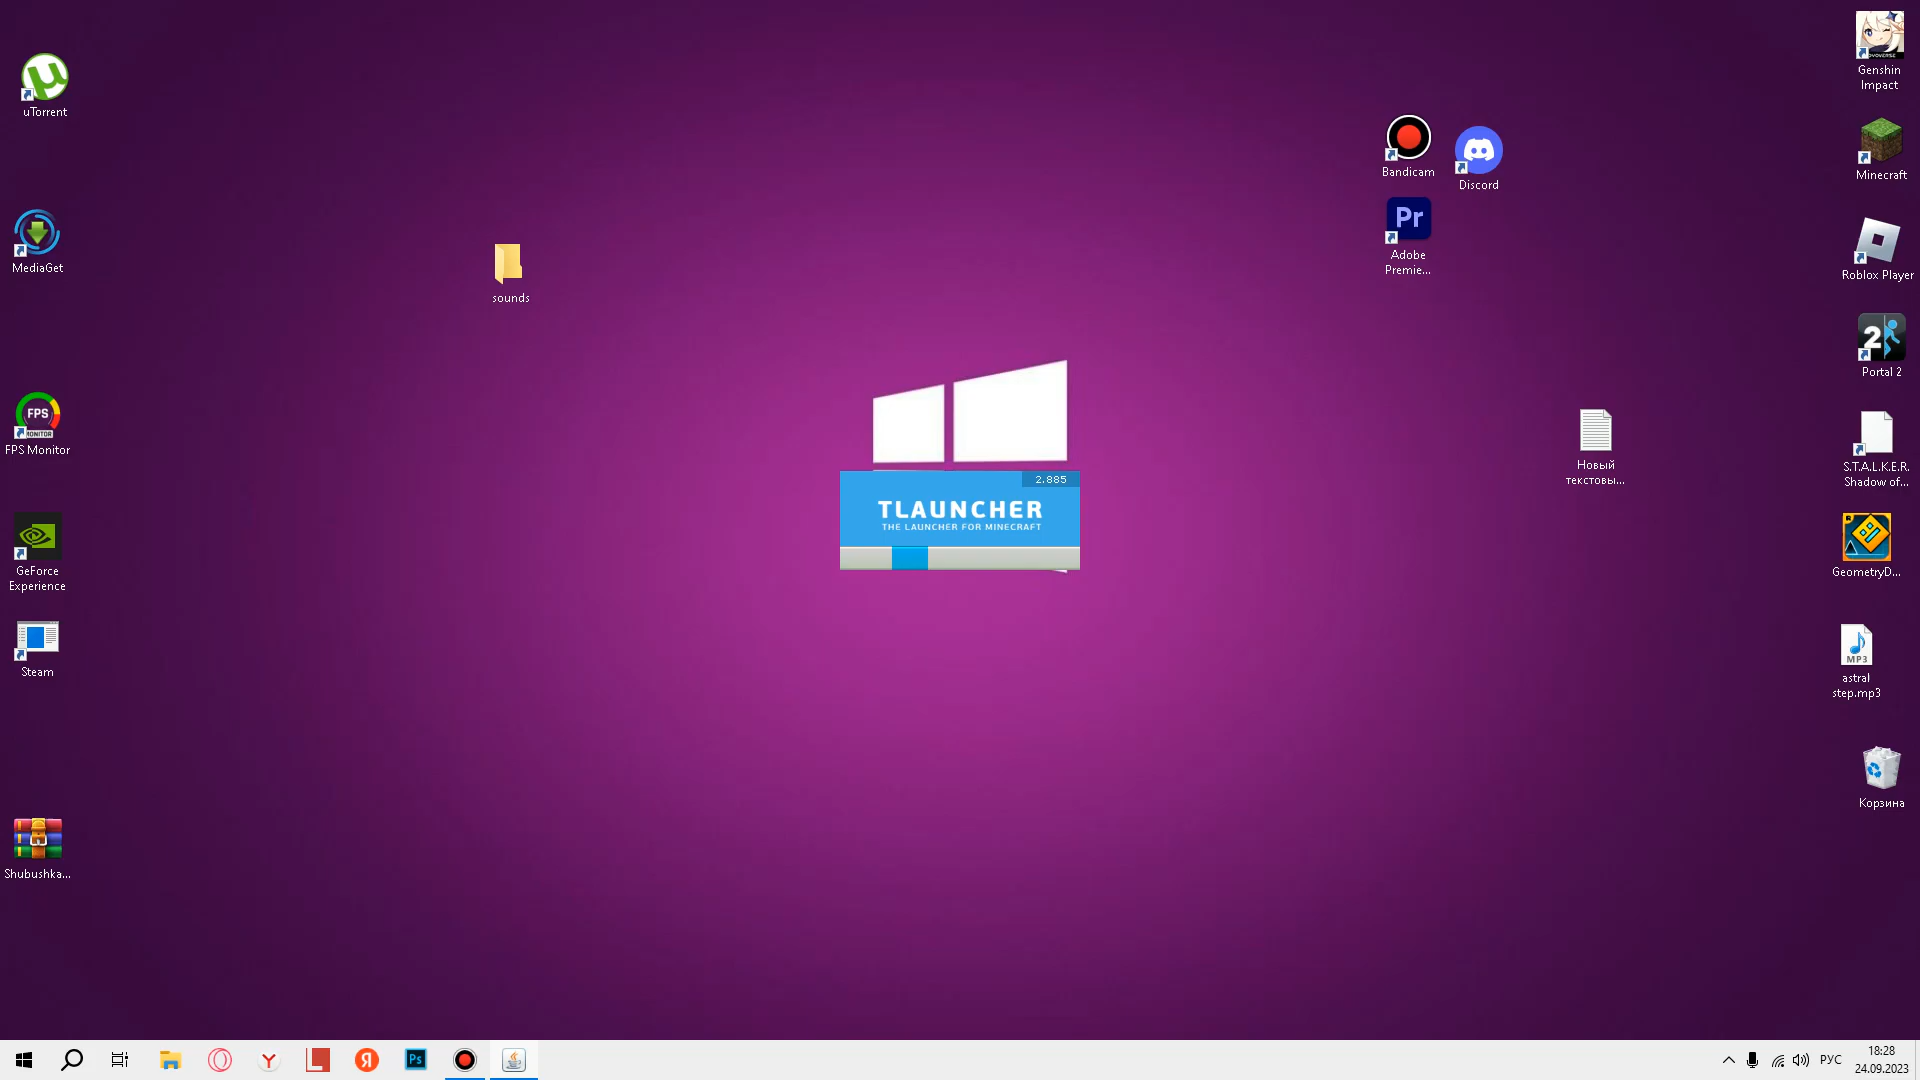 uTorrent
MediaGet
FPS
MONITOR
FPS Monitor
GeForce
Experience
Steam
Shubushka...
sounds
2.885
TLAUNCHER
THE LAUNCHER FOR MINECRAFT
Bandicam
Discord
Pr
Adobe
Premie...
Новый
текстовы...
Genshin
Impact
Minecraft
Roblox Player
2
Portal 2
S.T.A.L.K.E.R.
Shadow of...
GeometryD...
MP3
astral
step.mp3
Корзина
Y
L
Я
Ps
РУС
18:28
24.09.2023